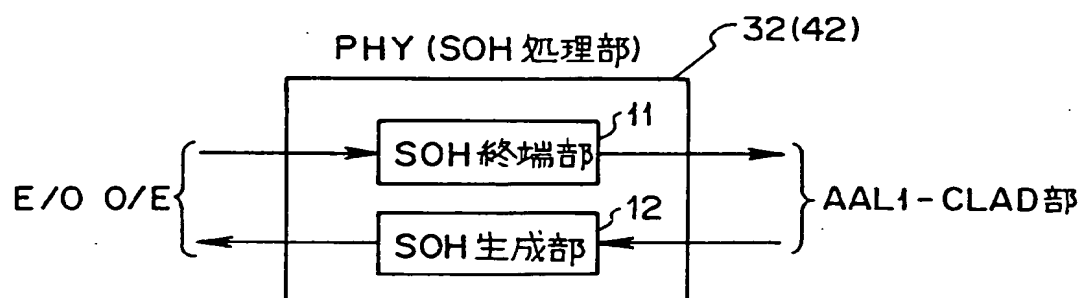 32(42)
PHY (SOH処理部)
11
SOH終端部
E/O O/E
AAL1-CLAD部
12
SOH生成部